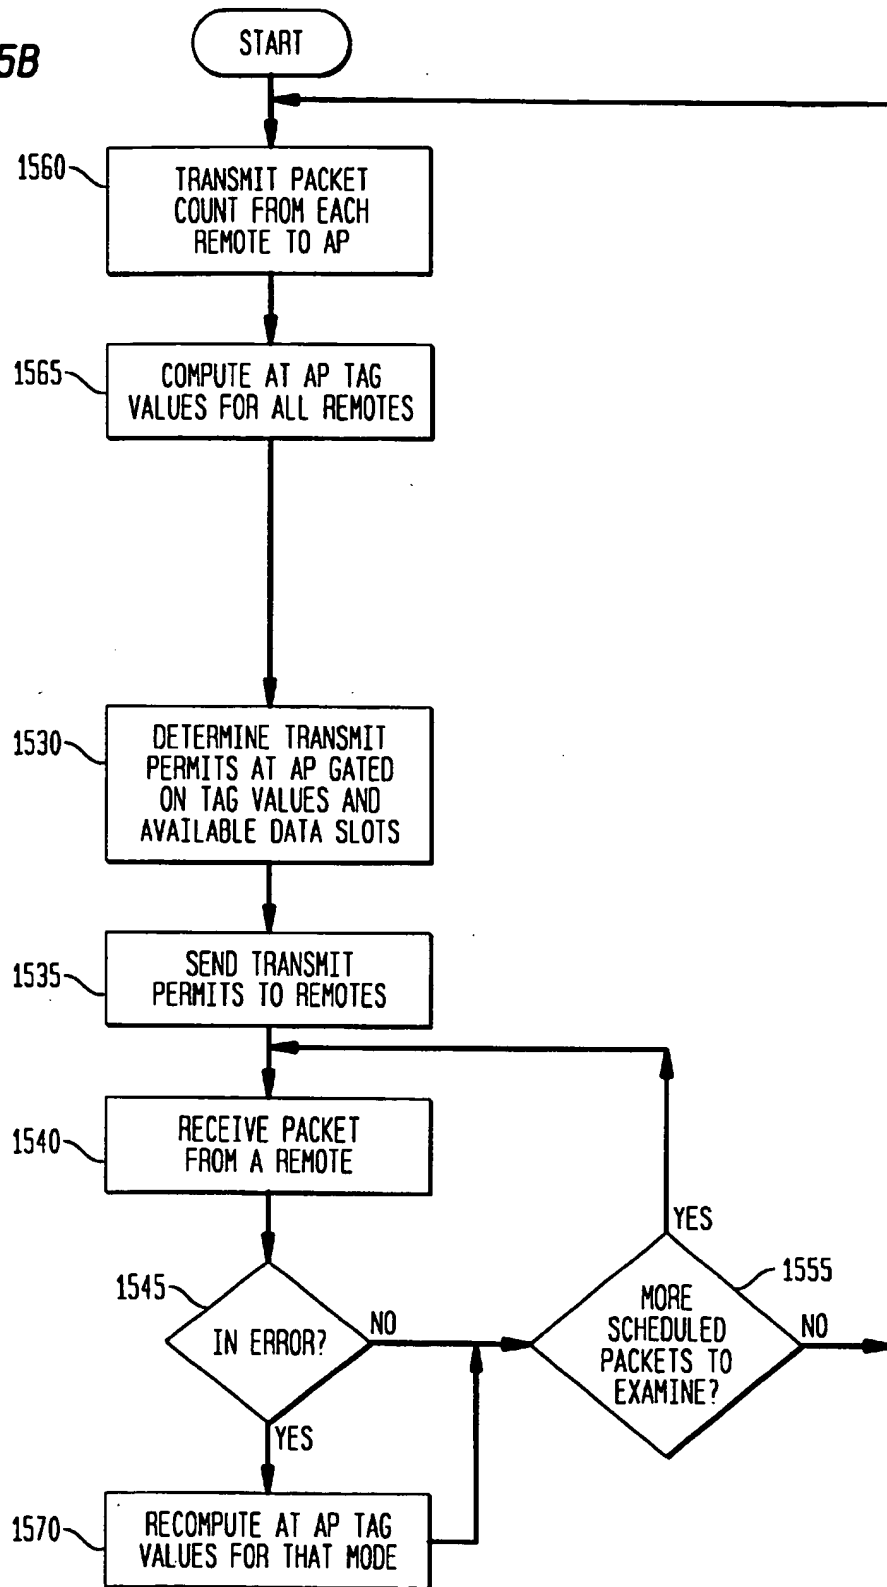 5B
START
1560
TRANSMIT PACKET
COUNT FROM EACH
REMOTE TO AP
1565
COMPUTE AT AP TAG
VALUES FOR ALL REMOTES
1530
DETERMINE TRANSMIT
PERMITS AT AP GATED
ON TAG VALUES AND
AVAILABLE DATA SLOTS
1535
SEND TRANSMIT
PERMITS TO REMOTES
1540
RECEIVE PACKET
FROM A REMOTE
1545
IN ERROR?
NO
YES
1555
MORE
SCHEDULED
PACKETS TO
EXAMINE?
YES
NO
1570
RECOMPUTE AT AP TAG
VALUES FOR THAT MODE